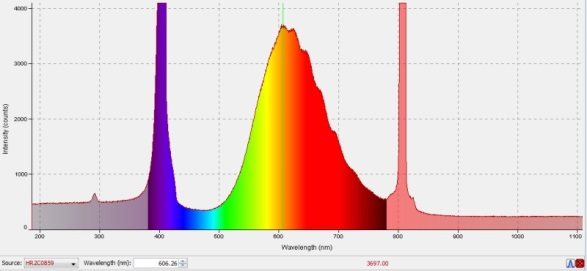 4000
3000
2000
1000
0
Intensity (counts)
200 300 400 500 600 700 800 900 1000 1100
Wavelength (nm)
Source: HR2C0859 Wavelength (nm): 606.26 3697.00